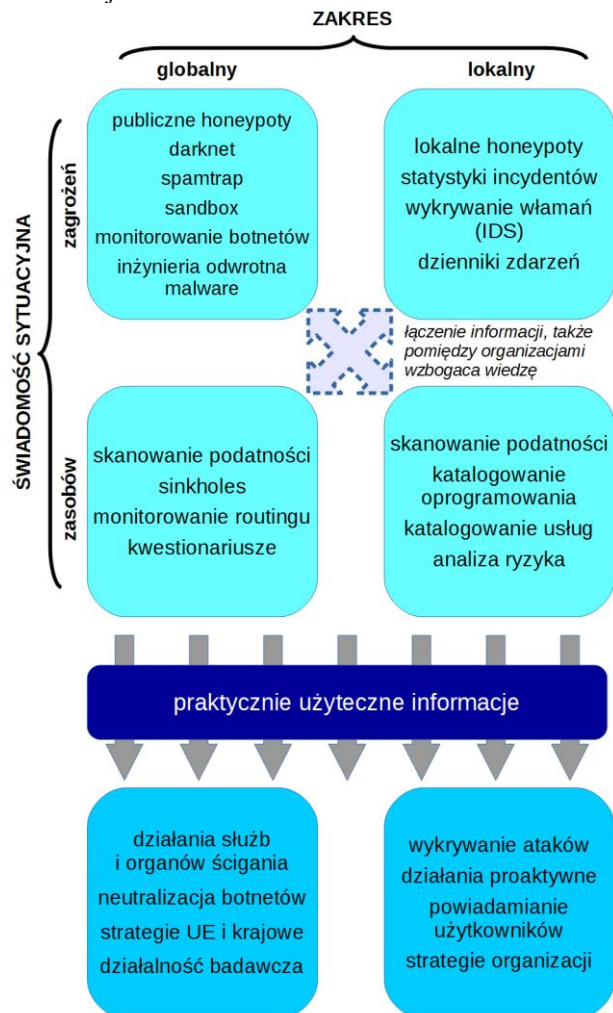 ZAKRES
globalny
lokalny
ŚWIADOMOŚĆ SYTUACYJNA
zagrożeń
publiczne honeypoty
darknet
spamtrap
sandbox
monitorowanie botnetów
inżynieria odwrotna
malware
lokalne honeypoty
statystyki incydentów
wykrywanie włamań
(IDS)
dzienniki zdarzeń
łączenie informacji, także
pomiędzy organizacjami
wzbogaca wiedzę
zasobów
skanowanie podatności
sinkholes
monitorowanie routingu
kwestionariusze
skanowanie podatności
katalogowanie
oprogramowania
katalogowanie usług
analiza ryzyka
praktycznie użyteczne informacje
działania służb
i organów ścigania
neutralizacja botnetów
strategie UE i krajowe
działalność badawcza
wykrywanie ataków
działania proaktywne
powiadamianie
użytkowników
strategie organizacji